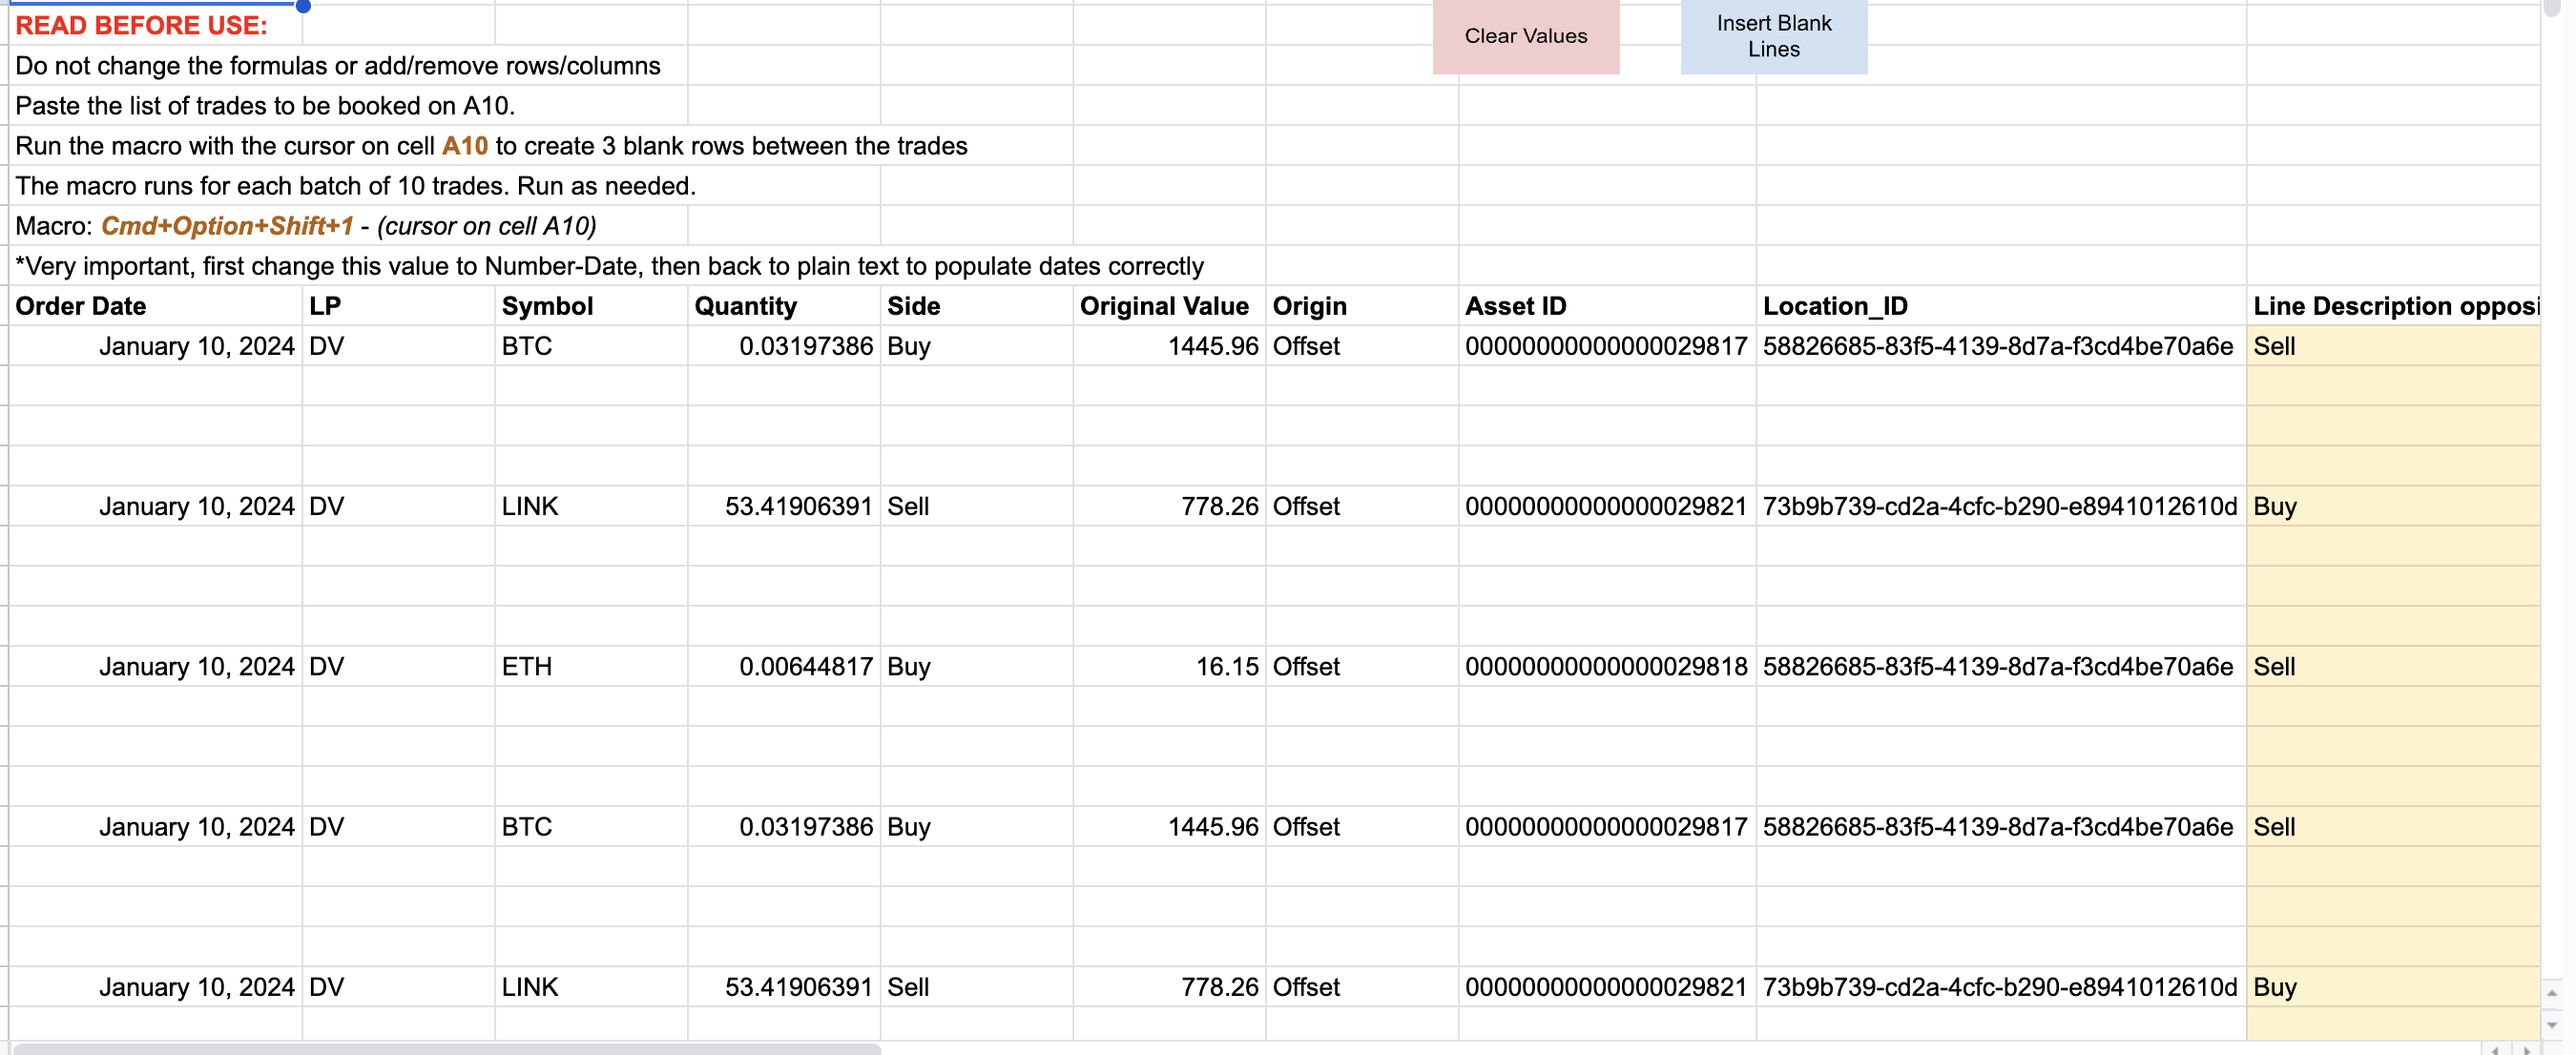 READ BEFORE USE:
Clear Values
Insert Blank
Lines
Do not change the formulas or add/remove rows/columns
Paste the list of trades to be booked on A10.
Run the macro with the cursor on cell A10 to create 3 blank rows between the trades
The macro runs for each batch of 10 trades. Run as needed.
Macro: Cmd+Option+Shift+1 - (cursor on cell A10)
*Very important, first change this value to Number-Date, then back to plain text to populate dates correctly
Order Date LP Symbol Quantity Side Original Value Origin Asset ID Location_ID Line Description opposi
January 10, 2024 DV BTC 0.03197386 Buy 1445.96 Offset 00000000000000029817 58826685-83f5-4139-8d7a-f3cd4be70a6e Sell
January 10, 2024 DV LINK 53.41906391 Sell 778.26 Offset 00000000000000029821 73b9b739-cd2a-4cfc-b290-e8941012610d Buy
January 10, 2024 DV ETH 0.00644817 Buy 16.15 Offset 00000000000000029818 58826685-83f5-4139-8d7a-f3cd4be70a6e Sell
January 10, 2024 DV BTC 0.03197386 Buy 1445.96 Offset 00000000000000029817 58826685-83f5-4139-8d7a-f3cd4be70a6e Sell
January 10, 2024 DV LINK 53.41906391 Sell 778.26 Offset 00000000000000029821 73b9b739-cd2a-4cfc-b290-e8941012610d Buy